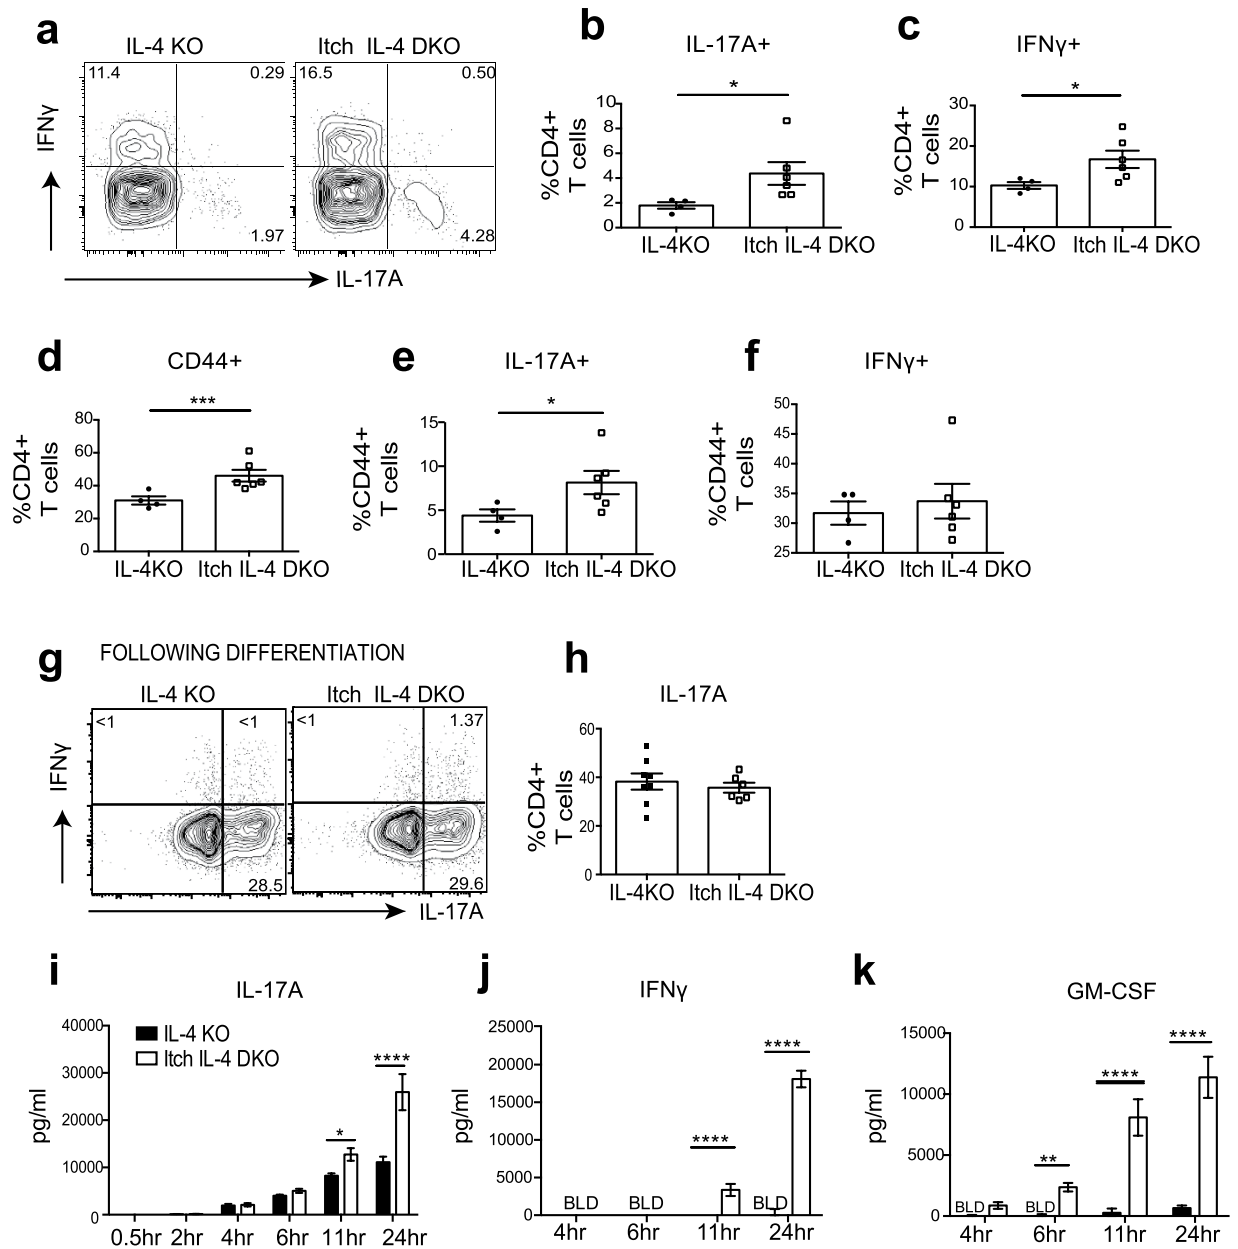 a
IL-4 KO
Itch IL-4 DKO
11.4
0.29
16.5
0.50
1.97
4.28
IFNγ
IL-17A
b
IL-17A+
*
%CD4+
T cells
10
8
6
4
2
0
IL-4KO
Itch IL-4 DKO
c
IFNγ+
*
%CD4+
T cells
30
20
10
0
IL-4KO
Itch IL-4 DKO
d
CD44+
***
%CD4+
T cells
80
60
40
20
0
IL-4KO
Itch IL-4 DKO
e
IL-17A+
*
%CD44+
T cells
15
10
5
0
IL-4KO
Itch IL-4 DKO
f
IFNγ+
%CD44+
T cells
50
45
40
35
30
25
IL-4KO
Itch IL-4 DKO
g
FOLLOWING DIFFERENTIATION
IL-4 KO
Itch IL-4 DKO
<1
<1
<1
1.37
28.5
29.6
IFNγ
IL-17A
h
IL-17A
%CD4+
T cells
60
40
20
0
IL-4KO
Itch IL-4 DKO
i
IL-17A
IL-4 KO
Itch IL-4 DKO
*
****
pg/ml
40000
30000
20000
10000
0
0.5hr
2hr
4hr
6hr
11hr
24hr
j
IFNγ
****
****
pg/ml
25000
20000
15000
10000
5000
0
BLD
BLD
BLD
4hr
6hr
11hr
24hr
k
GM-CSF
**
****
****
pg/ml
15000
10000
5000
0
BLD
BLD
4hr
6hr
11hr
24hr